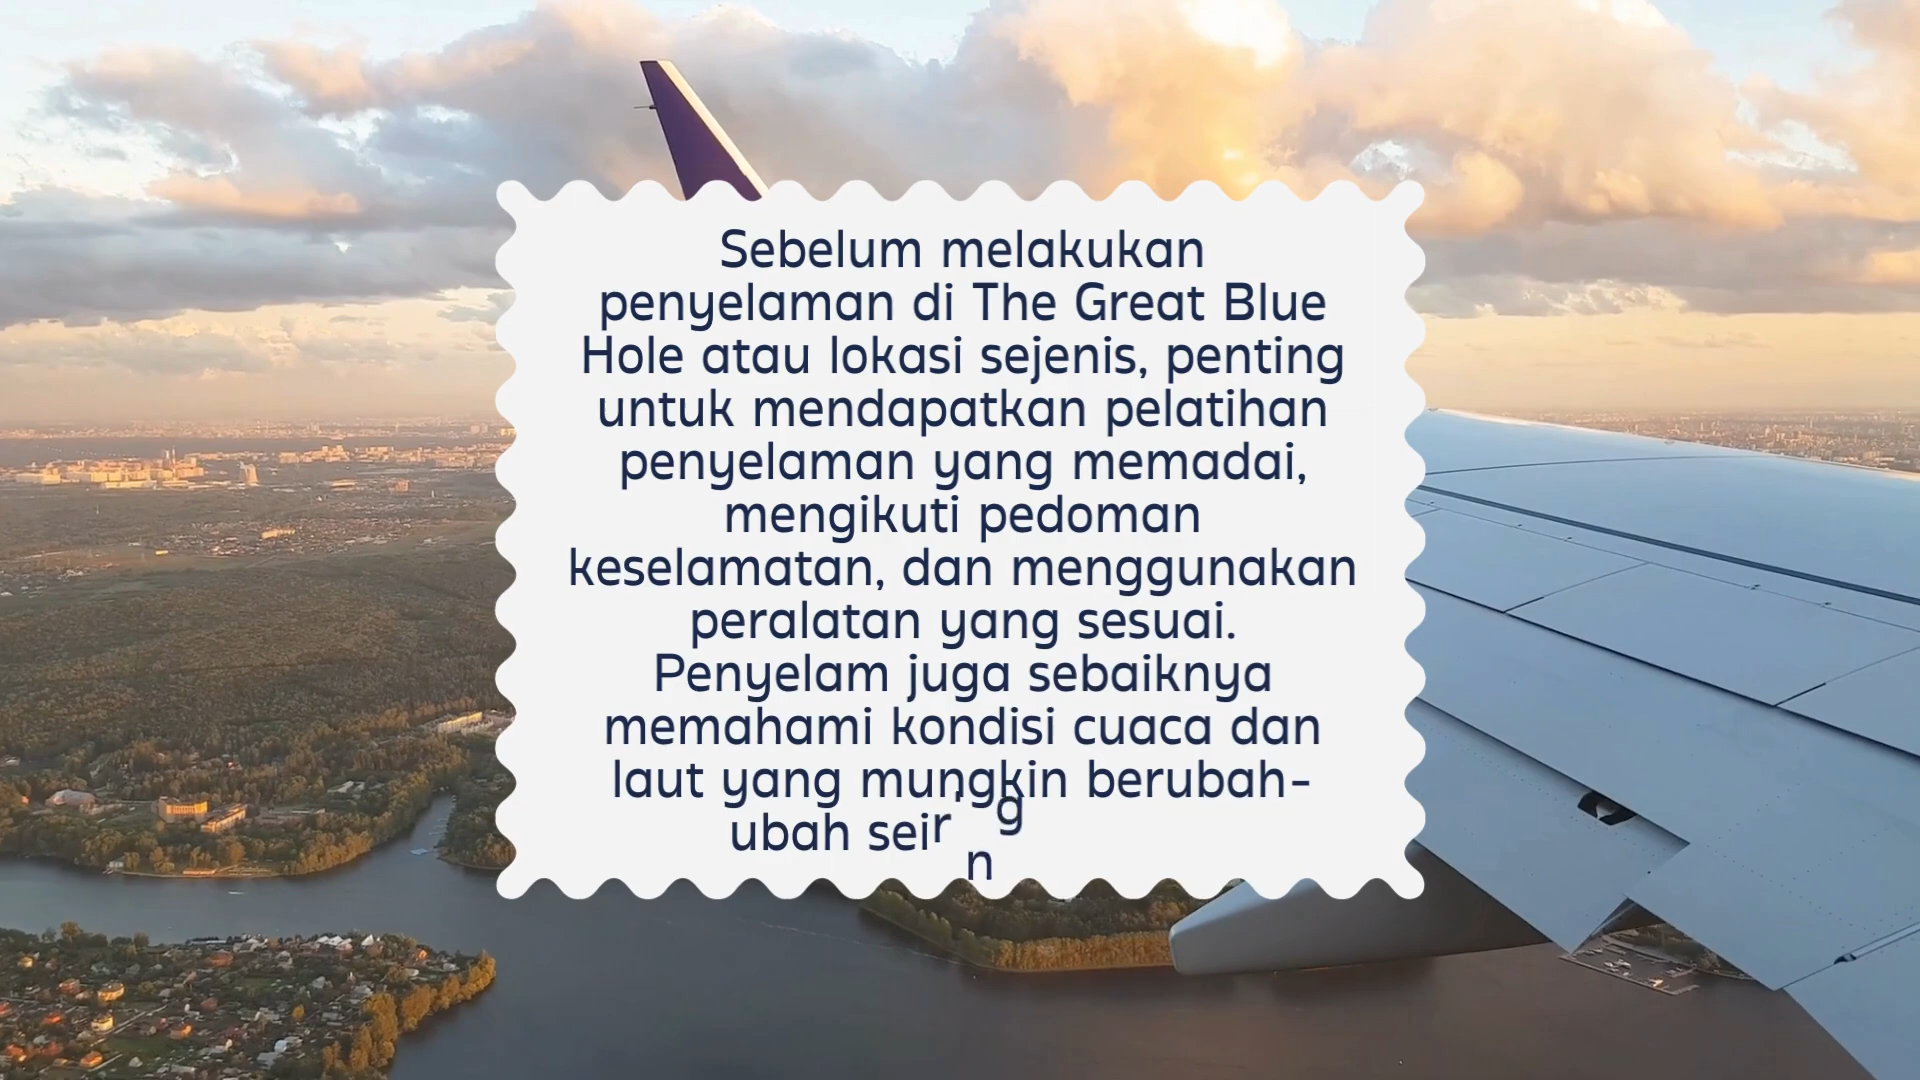 Sebelum melakukan
penyelaman di The Great Blue
Hole atau lokasi sejenis, penting
untuk mendapatkan pelatihan
penyelaman yang memadai,
mengikuti pedoman
keselamatan, dan menggunakan
peralatan yang sesuai.
Penyelam juga sebaiknya
memahami kondisi cuaca dan
laut yang mungkin berubah-
ubah seiring